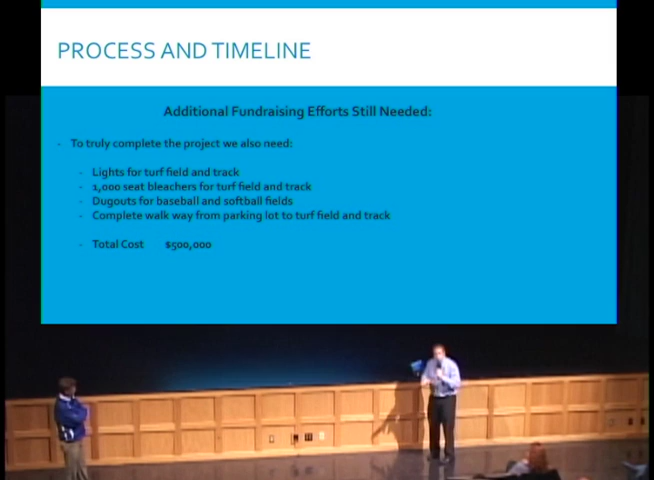 PROCESS AND TIMELINE
Additional Fundraising Efforts Still Needed:
- To truly complete the project we also need:
- Lights for turf field and track
- 1,000 seat bleachers for turf field and track
- Dugouts for baseball and softball fields
- Complete walk way from parking lot to turf field and track
- Total Cost $500,000